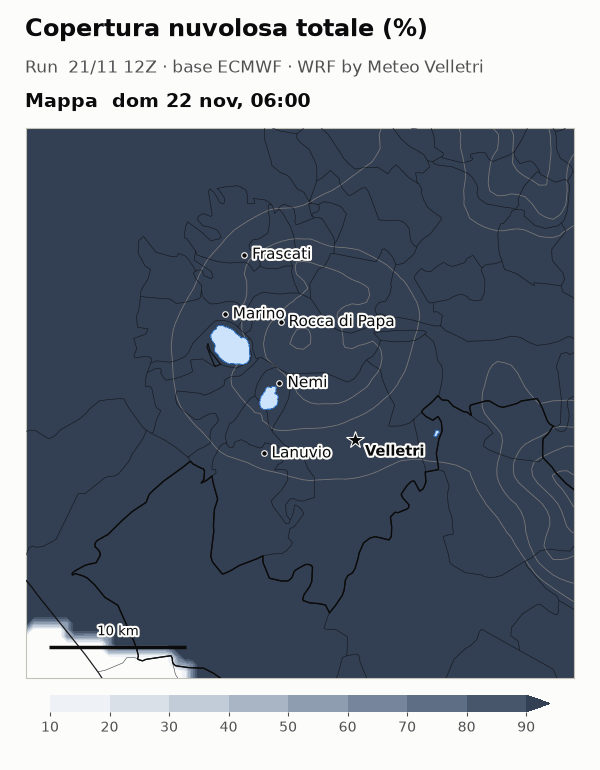 Copertura nuvolosa totale (%)
Run  21/11 12Z · base ECMWF · WRF by Meteo Velletri
Mappa  dom 22 nov, 06:00
Frascati
Marino
Rocca di Papa
Nemi
Velletri
Lanuvio
10 km
10 20 30 40 50 60 70 80 90